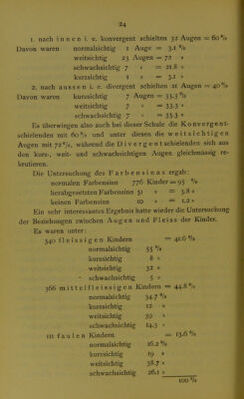 24
1. nach innen i. e. konvergent schielten 32 Augen = 60 %
Davon waren normalsichtig 1 Auge = 3.1 %
weitsichtig 23 Augen = 72 »
schwachsichtig 7 » = 21.8 »
kurzsichtig 1 » = 3.1 »
2. nach aussen i. e. divergent schielten 21 Augen = 40 %
Davon waren kurzsichtig 7 Augen = 33.3 %
weitsichtig 7 » = 33.3 »
schwachsichtig 7 » = 33.3 »
Es überwiegen also auch bei dieser Schule die Konvergent-
schielenden mit 60 % und unter diesen die weitsichtigen
Augen mit 72 %, während die Divergentschielenden sich aus
den kurz-, weit- und schwachsichtigen Augen gleichmässig re-
krutieren.
Die Untersuchung des Farbensinns ergab:
normalen Farbensinn 776 Kinder = 93 %
herabgesetzten Farbensinn 51 » = 5.8 »
keinen Farbensinn 10 » = 1.2 »
Ein sehr interessantes Ergebnis hatte wieder die Untersuchung
der Beziehungen zwischen Augen und Fleiss der Kinder.
Es waren unter:
340 fleissigen Kindern = 41.6 %
normalsichtig 55 %
kurzsichtig 8 »
weitsichtig 32 »
schwachsichtig 5 »
366 mittelfleissigen Kindern = 44.8 %
normalsichtig 34.7 %
kurzsichtig 12 »
weitsichtig 39 »
schwachsichtig 14.3 »
111 faulen Kindern = 13.6 %
normalsichtig 16.2 %
kurzsichtig 19 »
weitsichtig 38.7 »
schwachsichtig 26.1 »
100 %